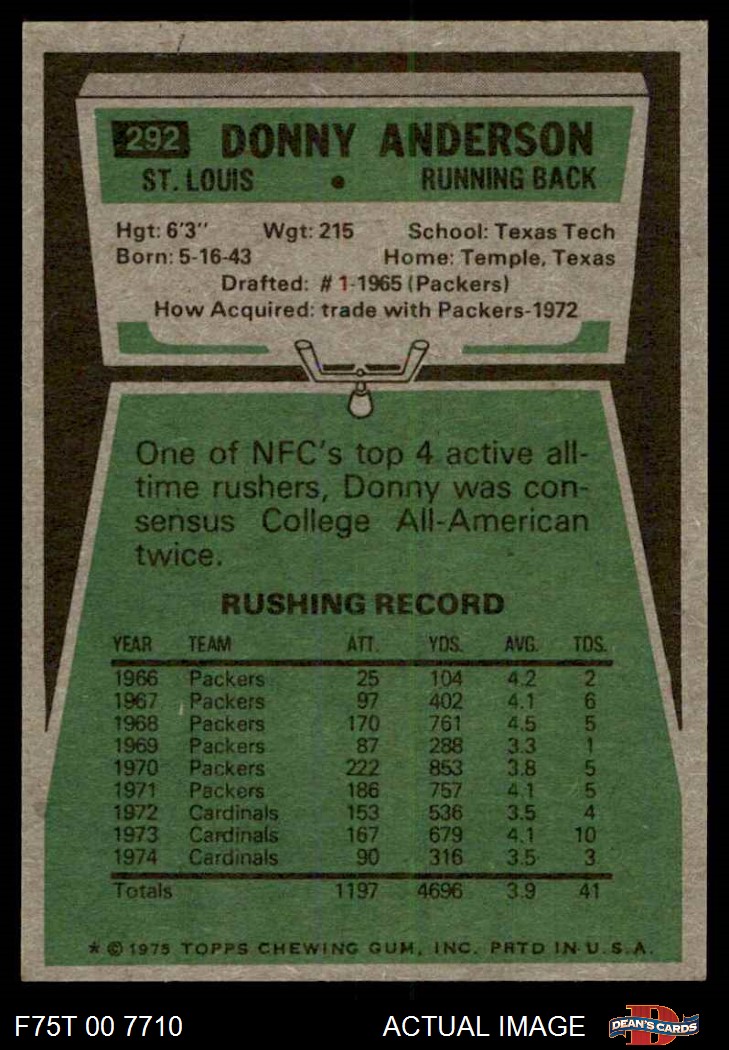 292 DONNY ANDERSON
ST. LOUIS • RUNNING BACK
Hgt: 6'3" Wgt: 215 School: Texas Tech
Born: 5-16-43 Home: Temple, Texas
Drafted: # 1-1965 (Packers)
How Acquired: trade with Packers-1972
One of NFC's top 4 active all-
time rushers, Donny was con-
sensus College All-American
twice.
RUSHING RECORD
YEAR TEAM ATT. YDS. AVG. TDS.
1966 Packers 25 104 4.2 2
1967 Packers 97 402 4.1 6
1968 Packers 170 761 4.5 5
1969 Packers 87 288 3.3 1
1970 Packers 222 853 3.8 5
1971 Packers 186 757 4.1 5
1972 Cardinals 153 536 3.5 4
1973 Cardinals 167 679 4.1 10
1974 Cardinals 90 316 3.5 3
Totals 1197 4696 3.9 41
* © 1975 TOPPS CHEWING GUM, INC. PRTD IN U.S.A.
F75T 00 7710 ACTUAL IMAGE D DEAN'S CARDS